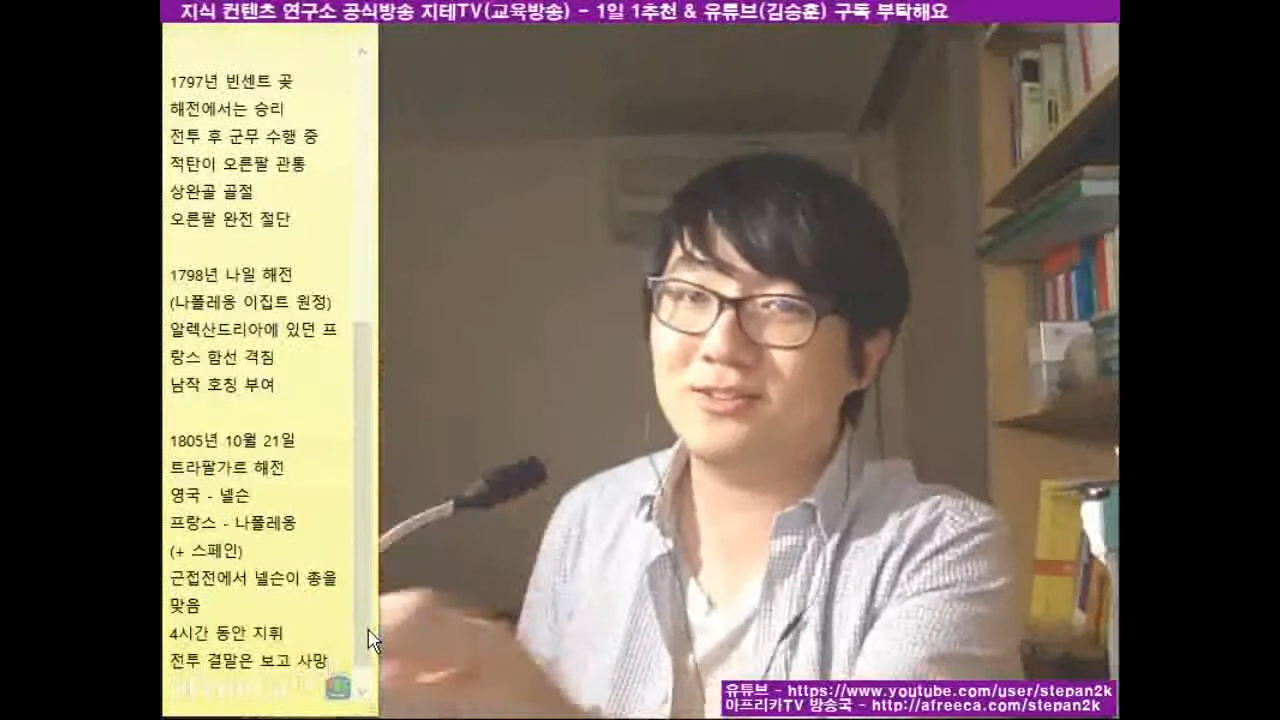 지식 컨텐츠 연구소 공식방송 지테TV(교육방송) - 1일 1추천 & 유튜브(김승훈) 구독 부탁해요
1797년 빈센트 곶
해전에서는 승리
전투 후 군무 수행 중
적탄이 오른팔 관통
상완골 골절
오른팔 완전 절단
1798년 나일 해전
(나폴레옹 이집트 원정)
알렉산드리아에 있던 프
랑스 함선 격침
남작 호칭 부여
1805년 10월 21일
트라팔가르 해전
영국 - 넬슨
프랑스 - 나폴레옹
(+ 스페인)
근접전에서 넬슨이 총을
맞음
4시간 동안 지휘
전투 결말은 보고 사망
유튜브 - https://www.youtube.com/user/stepan2k
아프리카TV 방송국 - http://afreeca.com/stepan2k